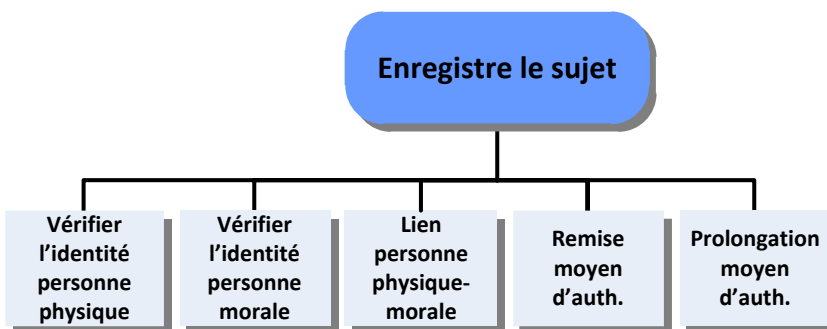 Enregistre le sujet
Vérifier
l'identité
personne
physique
Vérifier
l'identité
personne
morale
Lien
personne
physique-
morale
Remise
moyen
d'auth.
Prolongation
moyen
d'auth.